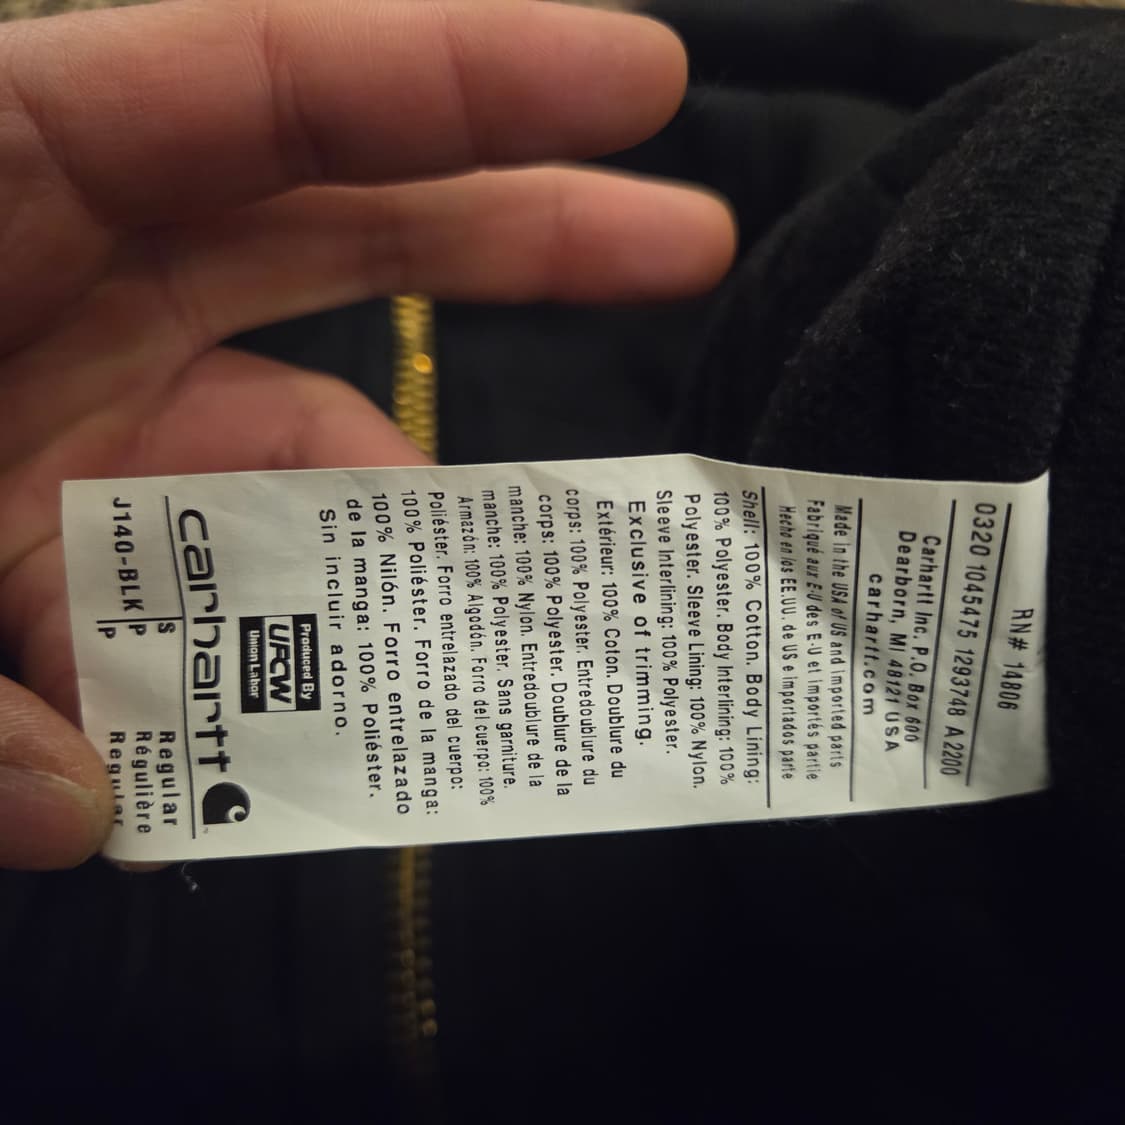 RN# 14806
0320 1045475 1293748 A 2200
Carhartt Inc. P.O. Box 600
Dearborn, MI 48121 USA
carhartt.com
Made in the USA of US and imported parts
Fabriqué aux E-U des E-U et importés partie
Hecho en los EE.UU. de US e importados parte
Shell: 100% Cotton. Body Lining:
100% Polyester. Body Interlining: 100%
Polyester. Sleeve Lining: 100% Nylon.
Sleeve Interlining: 100% Polyester.
Exclusive of trimming.
Extérieur: 100% Coton. Doublure du
corps: 100% Polyester. Entredoublure du
corps: 100% Polyester. Doublure de la
manche: 100% Nylon. Entredoublure de la
manche: 100% Polyester. Sans garniture.
Armazón: 100% Algodón. Forro del cuerpo: 100%
Poliéster. Forro entrelazado del cuerpo:
100% Poliéster. Forro de la manga:
100% Nilón. Forro entrelazado
de la manga: 100% Poliéster.
Sin incluir adorno.
Produced By
UFCW
Union Labor
carhartt
S Regular
P Régulière
J140-BLK P Regular